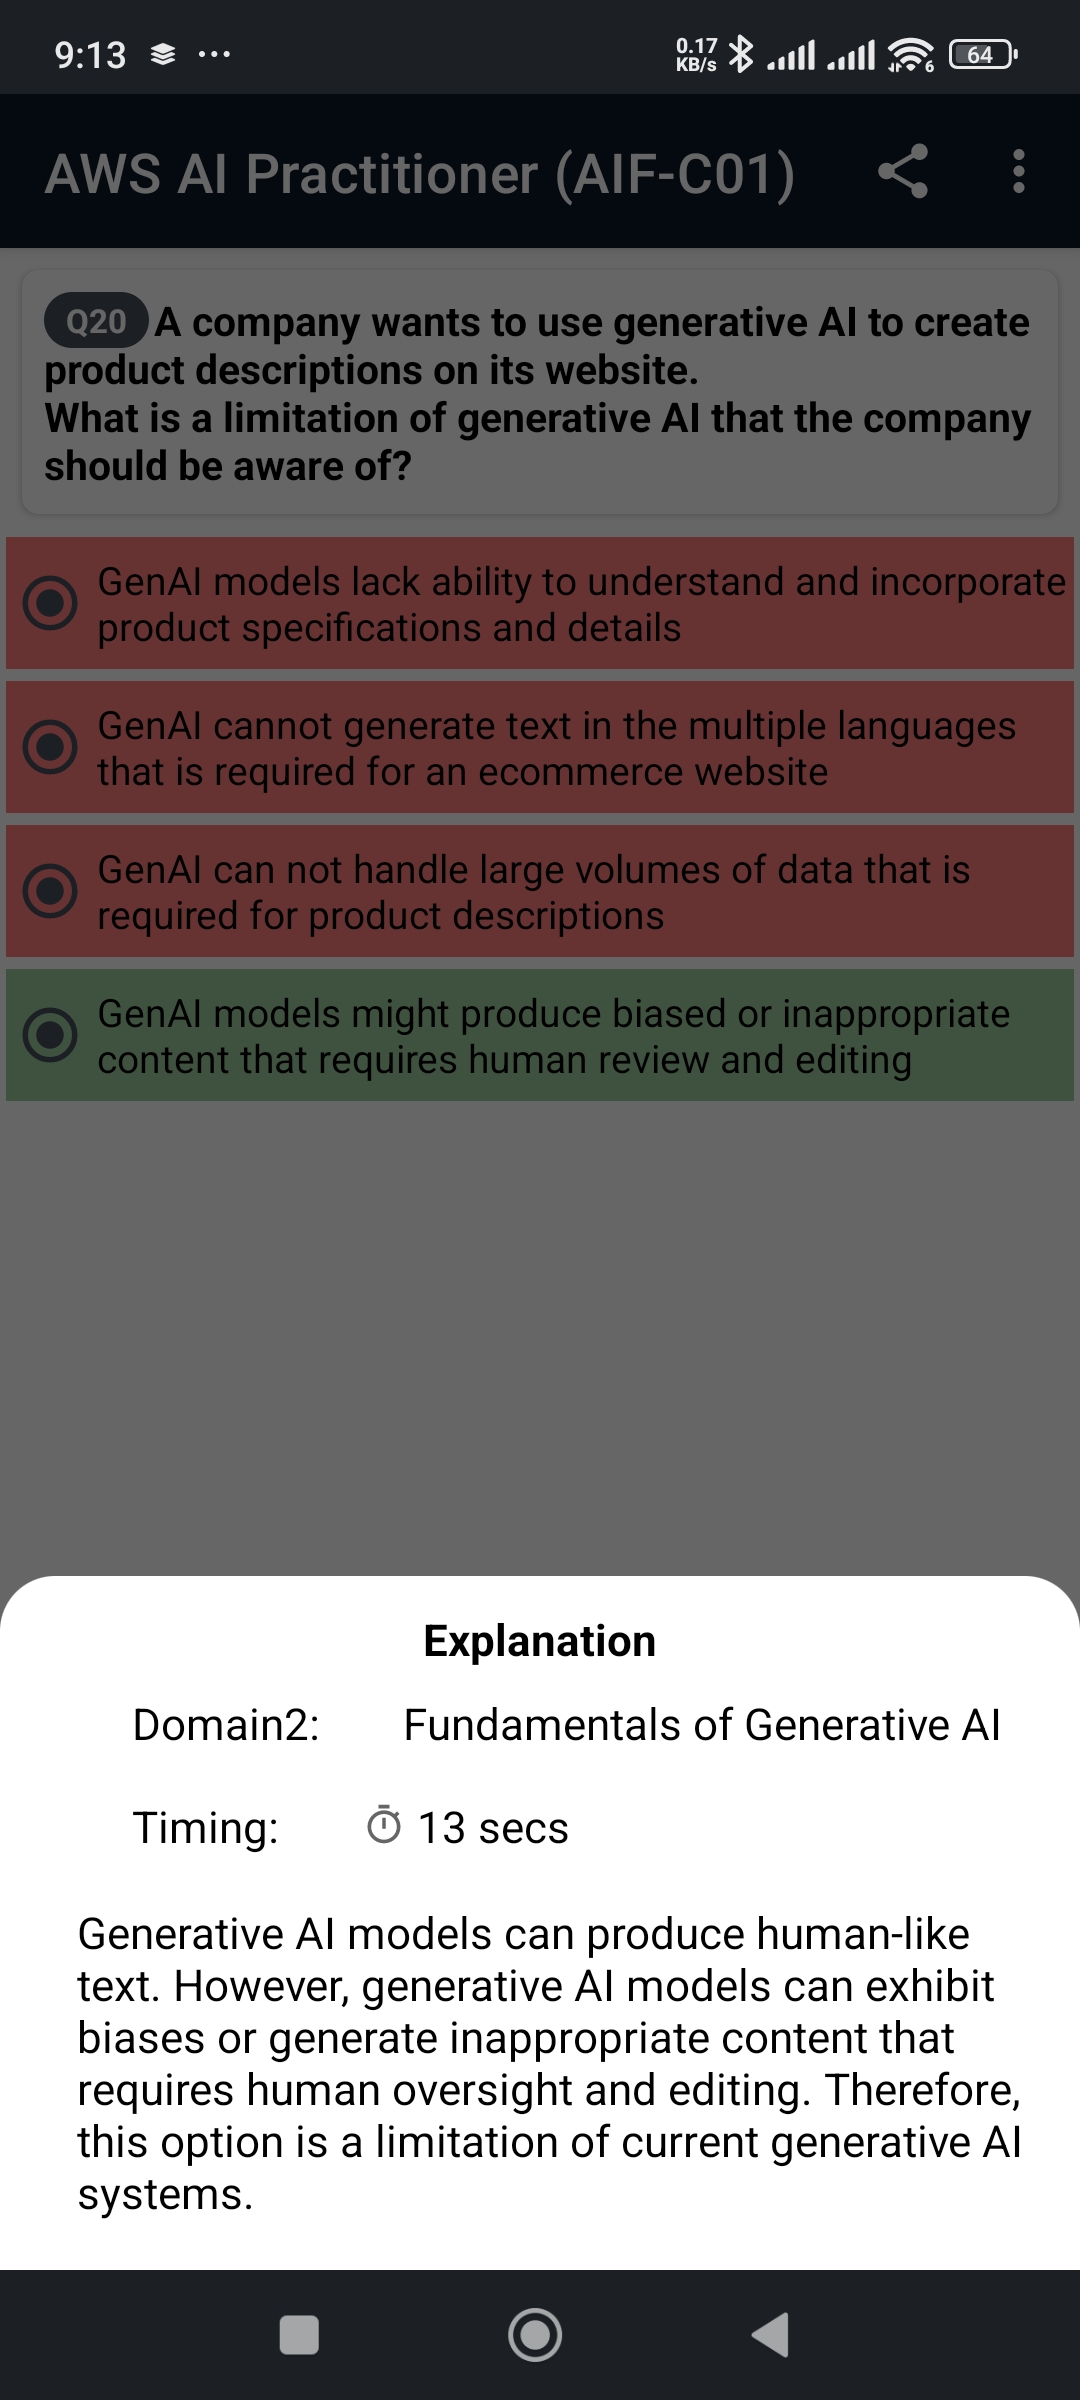 9:13
0.17
KB/s
6
64
AWS AI Practitioner (AIF-C01)
Q20 A company wants to use generative AI to create
product descriptions on its website.
What is a limitation of generative AI that the company
should be aware of?
GenAI models lack ability to understand and incorporate
product specifications and details
GenAI cannot generate text in the multiple languages
that is required for an ecommerce website
GenAI can not handle large volumes of data that is
required for product descriptions
GenAI models might produce biased or inappropriate
content that requires human review and editing
Explanation
Domain2: Fundamentals of Generative AI
Timing: 13 secs
Generative AI models can produce human-like
text. However, generative AI models can exhibit
biases or generate inappropriate content that
requires human oversight and editing. Therefore,
this option is a limitation of current generative AI
systems.